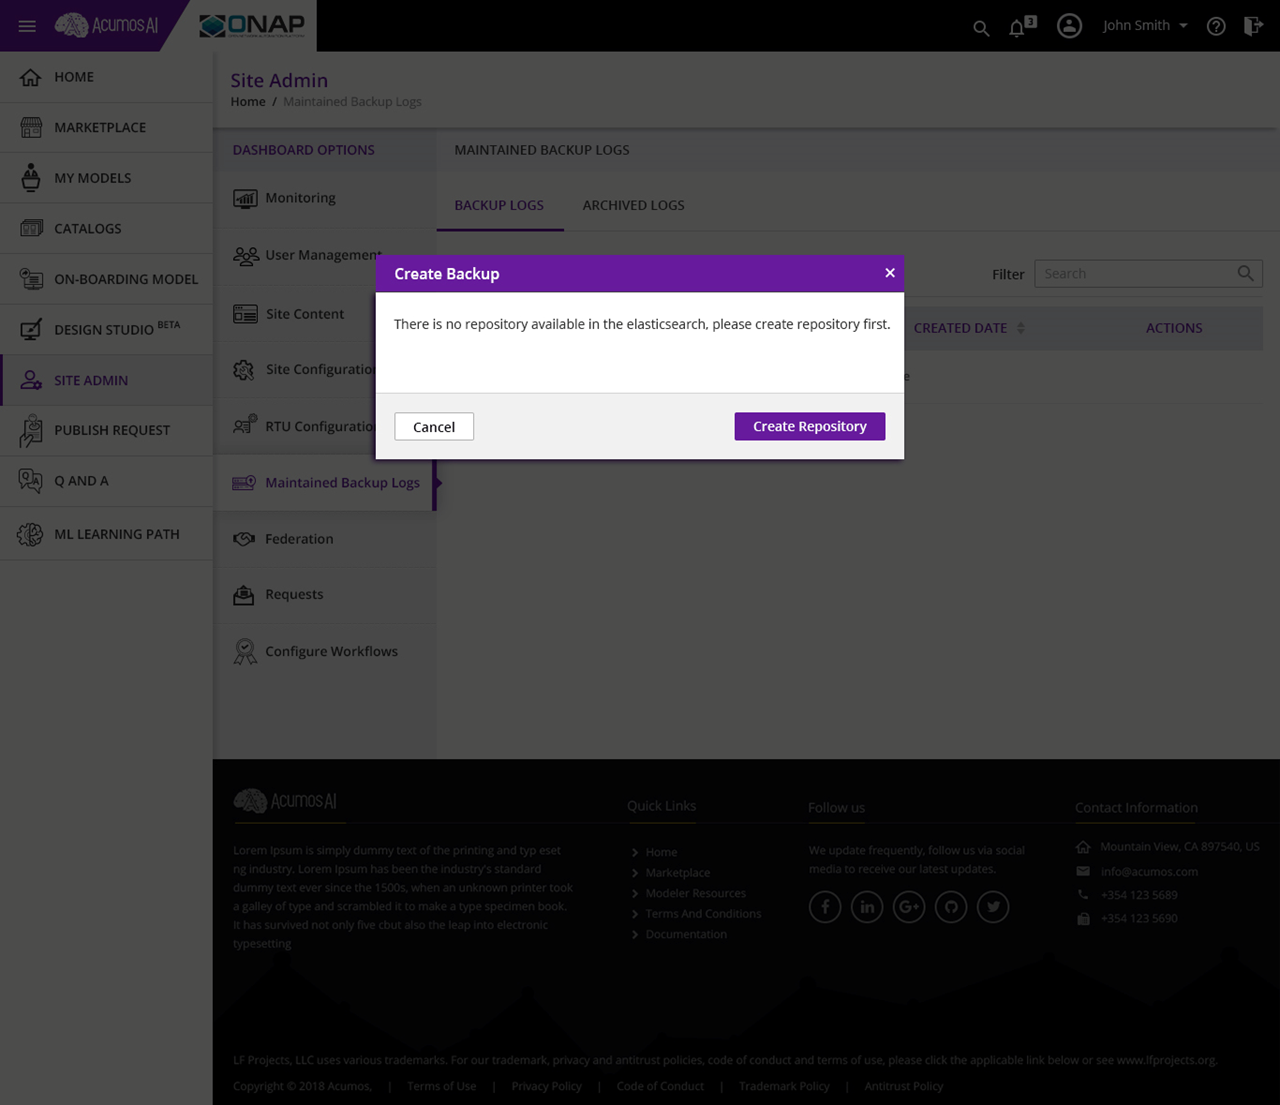 Acumos AI
ONAP
3
John Smith
HOME
MARKETPLACE
MY MODELS
CATALOGS
ON-BOARDING MODEL
DESIGN STUDIO BETA
SITE ADMIN
PUBLISH REQUEST
Q AND A
ML LEARNING PATH
Site Admin
Home / Maintained Backup Logs
DASHBOARD OPTIONS
Monitoring
User Management
Site Content
Site Configuration
RTU Configuration
Maintained Backup Logs
Federation
Requests
Configure Workflows
MAINTAINED BACKUP LOGS
BACKUP LOGS ARCHIVED LOGS
Filter Search
CREATED DATE ACTIONS
Create Backup ×
There is no repository available in the elasticsearch, please create repository first.
Cancel Create Repository
Acumos AI
Lorem Ipsum is simply dummy text of the printing and typ eset
ng industry. Lorem Ipsum has been the industry's standard
dummy text ever since the 1500s, when an unknown printer took
a galley of type and scrambled it to make a type specimen book.
It has survived not only five cbut also the leap into electronic
typesetting
Quick Links
Home
Marketplace
Modeler Resources
Terms And Conditions
Documentation
Follow us
We update frequently, follow us via social
media to receive our latest updates.
Contact Information
Mountain View, CA 897540, US
info@acumos.com
+354 123 5689
+354 123 5690
LF Projects, LLC uses various trademarks. For our trademark, privacy and antitrust policies, code of conduct and terms of use, please click the applicable link below or see www.lfprojects.org.
Copyright © 2018 Acumos, | Terms of Use | Privacy Policy | Code of Conduct | Trademark Policy | Antitrust Policy